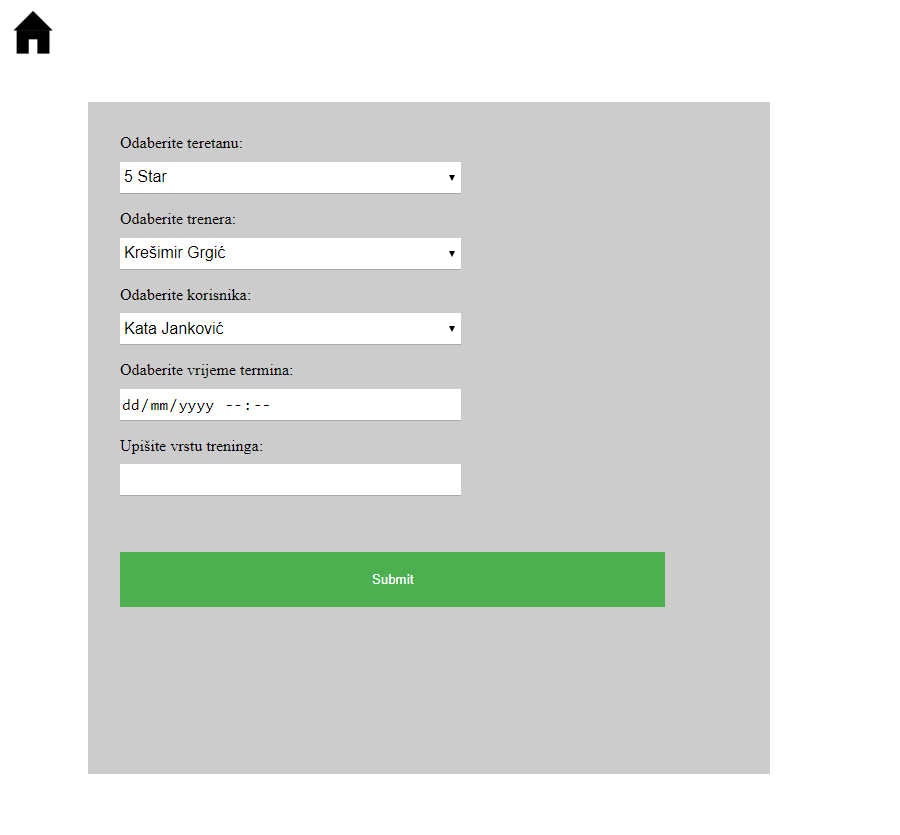 Odaberite teretanu:
5 Star
Odaberite trenera:
Krešimir Grgić
Odaberite korisnika:
Kata Janković
Odaberite vrijeme termina:
dd/mm/yyyy --:--
Upišite vrstu treninga:
Submit